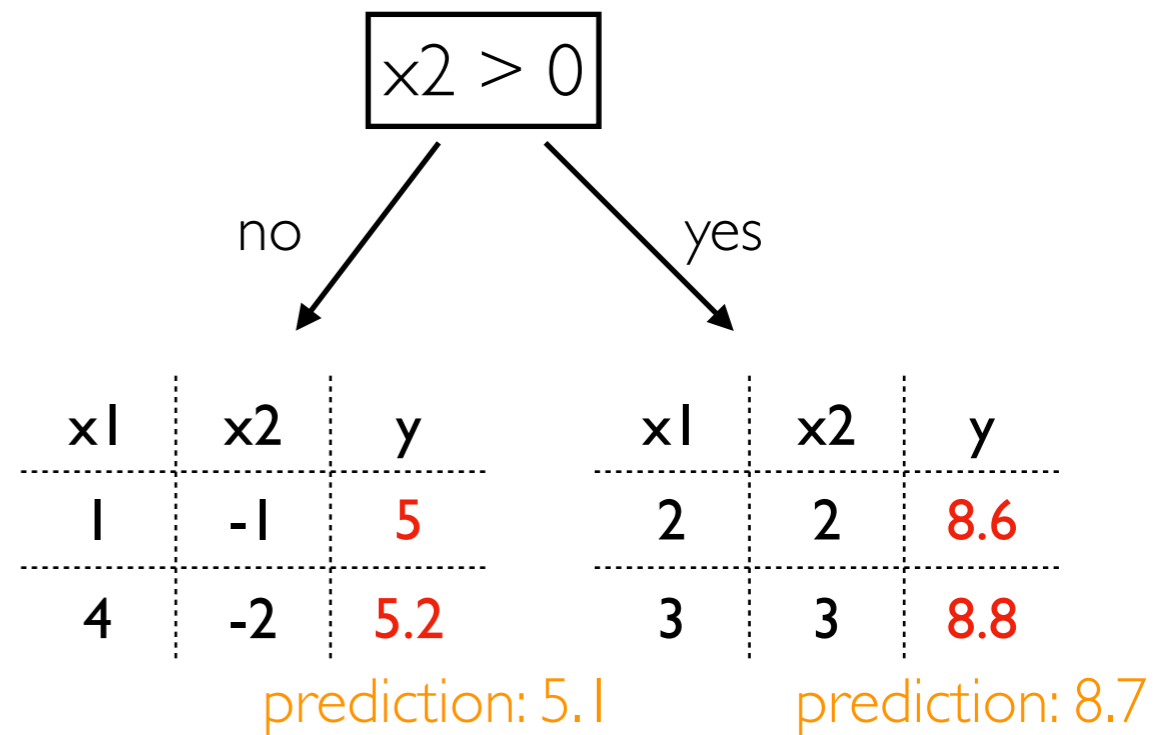 x2 > 0
no yes
x1 x2 y x1 x2 y
1 -1 5 2 2 8.6
4 -2 5.2 3 3 8.8
prediction: 5.1 prediction: 8.7